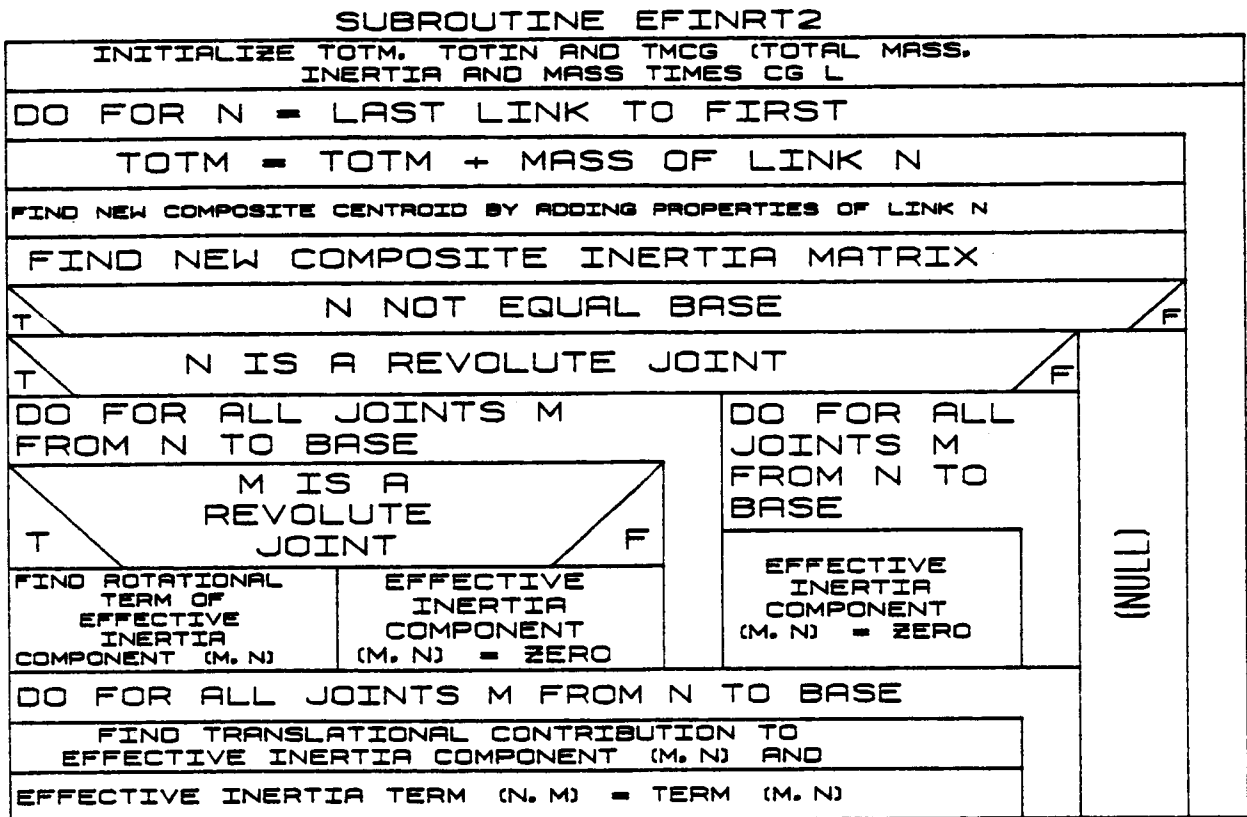 SUBROUTINE EFINRT2
INITIALIZE TOTM. TOTIN AND TMCG (TOTAL MASS.
INERTIA AND MASS TIMES CG L
DO FOR N = LAST LINK TO FIRST
TOTM = TOTM + MASS OF LINK N
FIND NEW COMPOSITE CENTROID BY ADDING PROPERTIES OF LINK N
FIND NEW COMPOSITE INERTIA MATRIX
T N NOT EQUAL BASE F
T N IS A REVOLUTE JOINT F
DO FOR ALL JOINTS M
FROM N TO BASE
M IS A
REVOLUTE
T JOINT F
FIND ROTATIONAL
TERM OF
EFFECTIVE
INERTIA
COMPONENT (M. N)
EFFECTIVE
INERTIA
COMPONENT
(M. N) = ZERO
DO FOR ALL
JOINTS M
FROM N TO
BASE
EFFECTIVE
INERTIA
COMPONENT
(M. N) = ZERO
(NULL)
DO FOR ALL JOINTS M FROM N TO BASE
FIND TRANSLATIONAL CONTRIBUTION TO
EFFECTIVE INERTIA COMPONENT (M. N) AND
EFFECTIVE INERTIA TERM (N. M) = TERM (M. N)